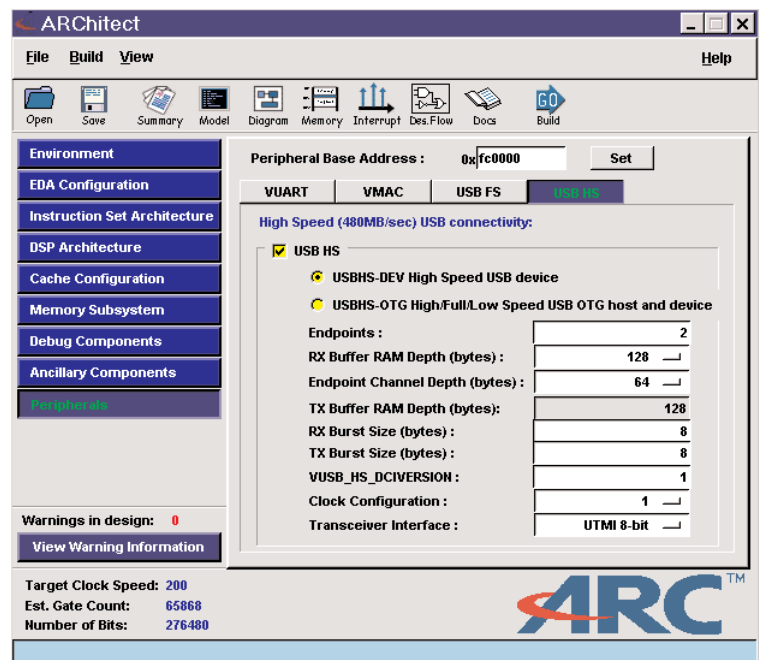 ARChitect
File Build View Help
Open Save Summary Model Diagram Memory Interrupt Des.Flow Docs GO Build
Environment
EDA Configuration
Instruction Set Architecture
DSP Architecture
Cache Configuration
Memory Subsystem
Debug Components
Ancillary Components
Peripherals
Warnings in design: 0
View Warning Information
Peripheral Base Address : 0x fc0000 Set
VUART VMAC USB FS USB HS
High Speed (480MB/sec) USB connectivity:
USB HS
USBHS-DEV High Speed USB device
USBHS-OTG High/Full/Low Speed USB OTG host and device
Endpoints : 2
RX Buffer RAM Depth (bytes) : 128
Endpoint Channel Depth (bytes) : 64
TX Buffer RAM Depth (bytes): 128
RX Burst Size (bytes) : 8
TX Burst Size (bytes) : 8
VUSB_HS_DCIVERSION : 1
Clock Configuration : 1
Transceiver Interface : UTMI 8-bit
Target Clock Speed: 200
Est. Gate Count: 65868
Number of Bits: 276480
ARC™